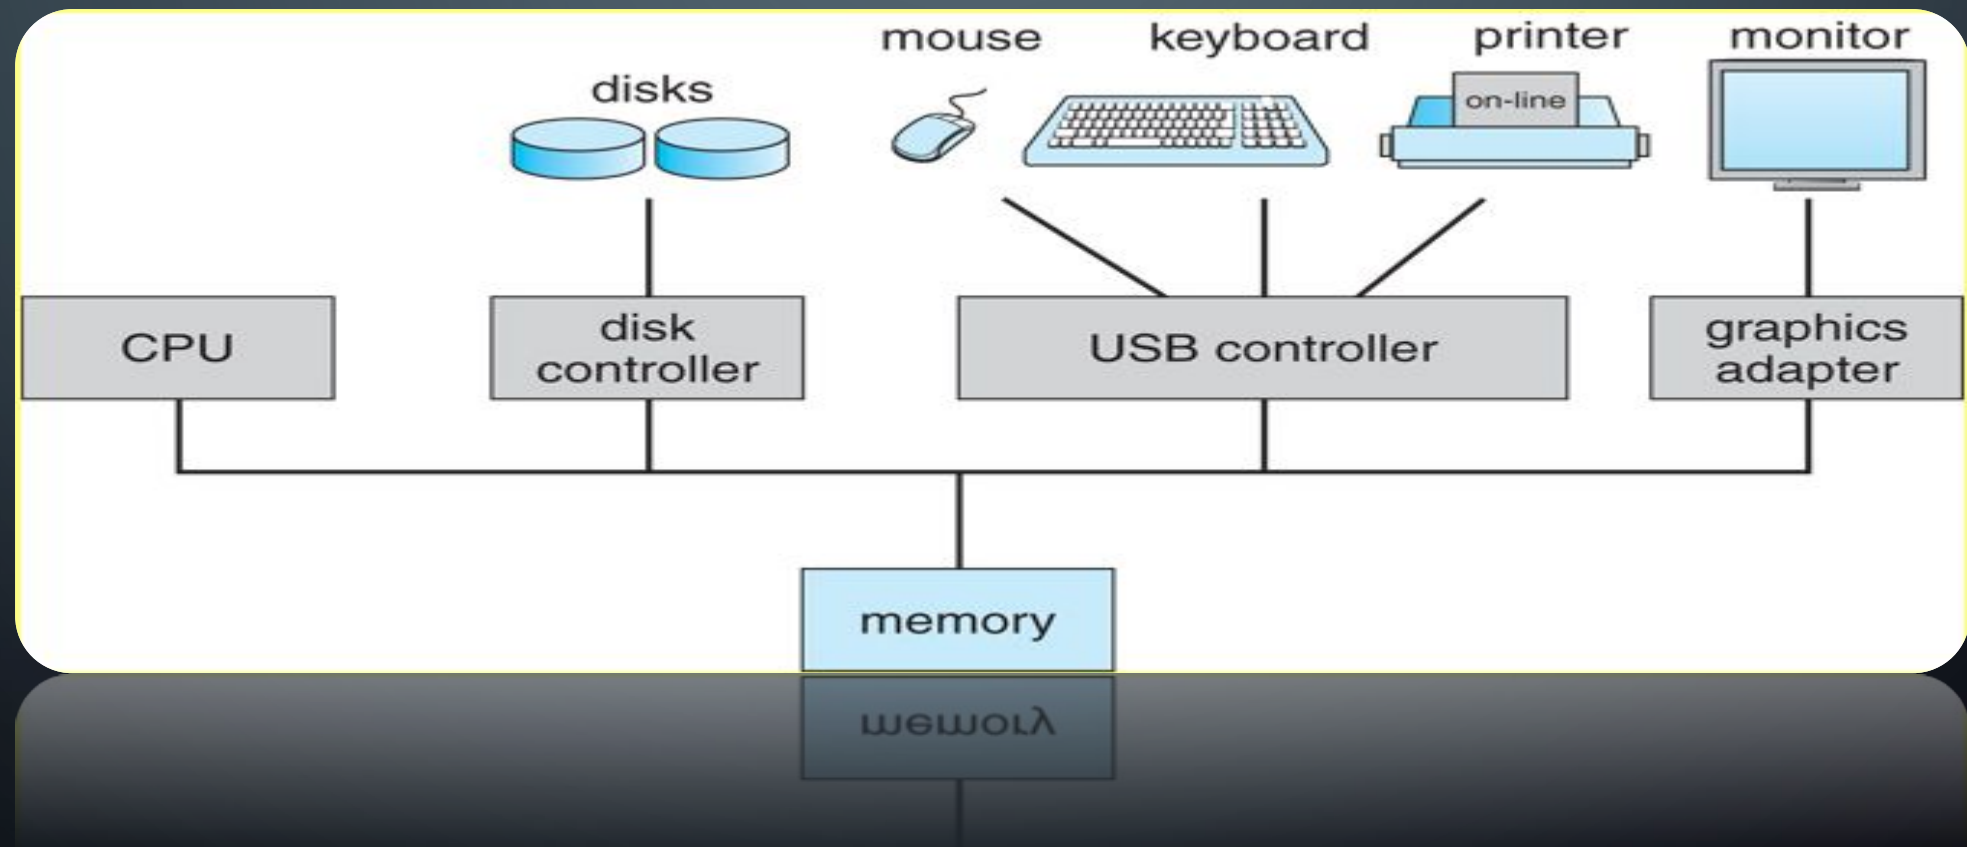 mouse
keyboard
printer
monitor
disks
on-line
CPU
disk
controller
USB controller
graphics
adapter
memory
memory